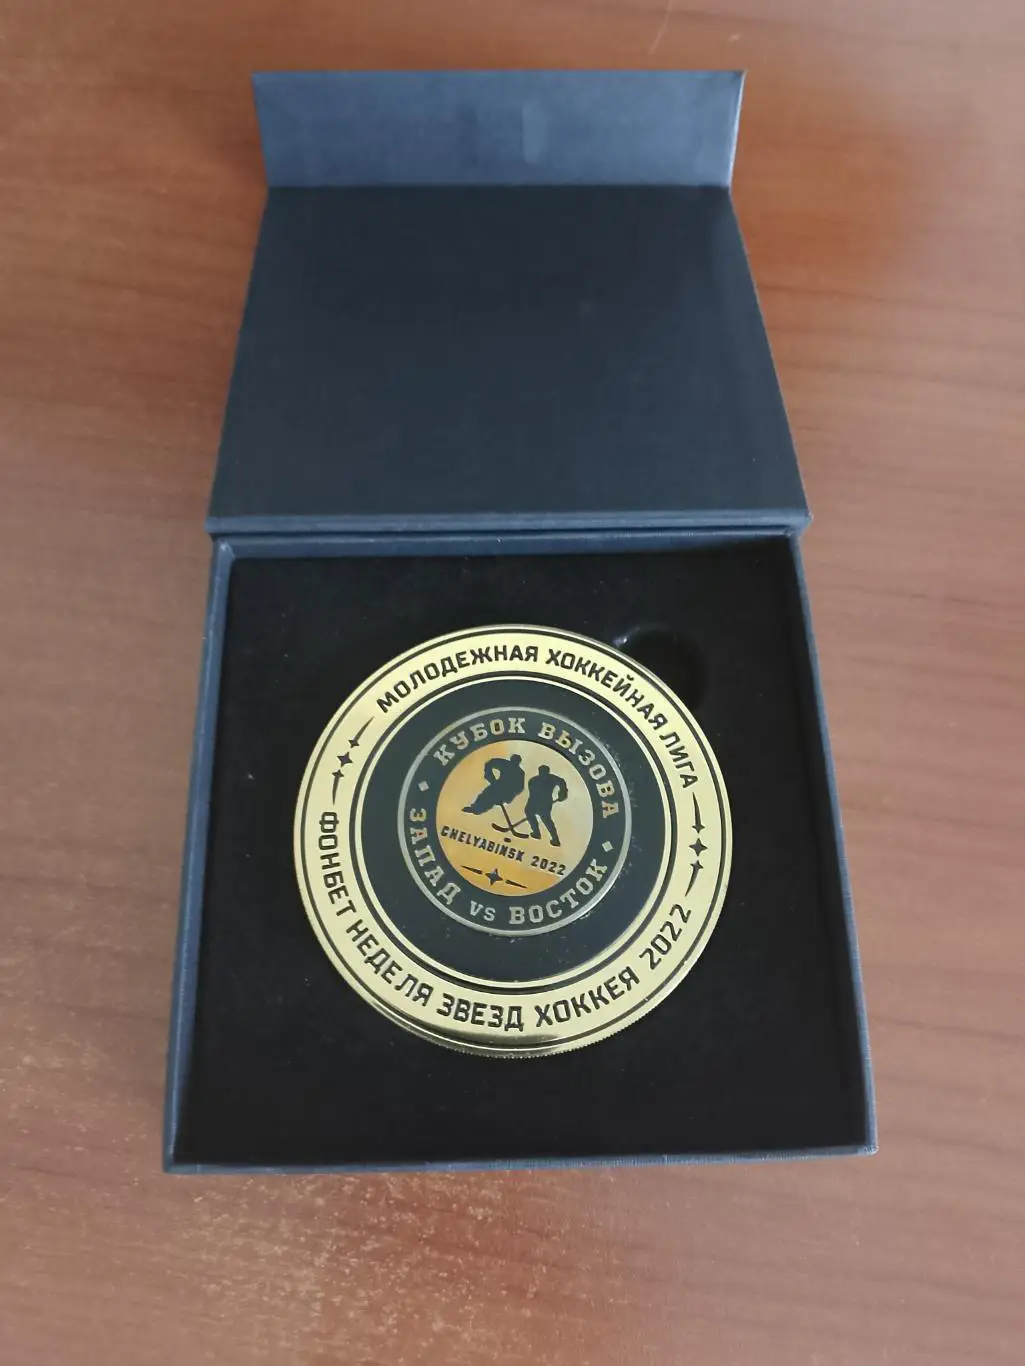 МОЛОДЕЖНАЯ ХОККЕЙНАЯ ЛИГА
ФОНБЕТ НЕДЕЛЯ ЗВЕЗД ХОККЕЯ 2022
КУБОК ВЫЗОВА
ЗАПАД VS ВОСТОК
CHELYABINSK 2022